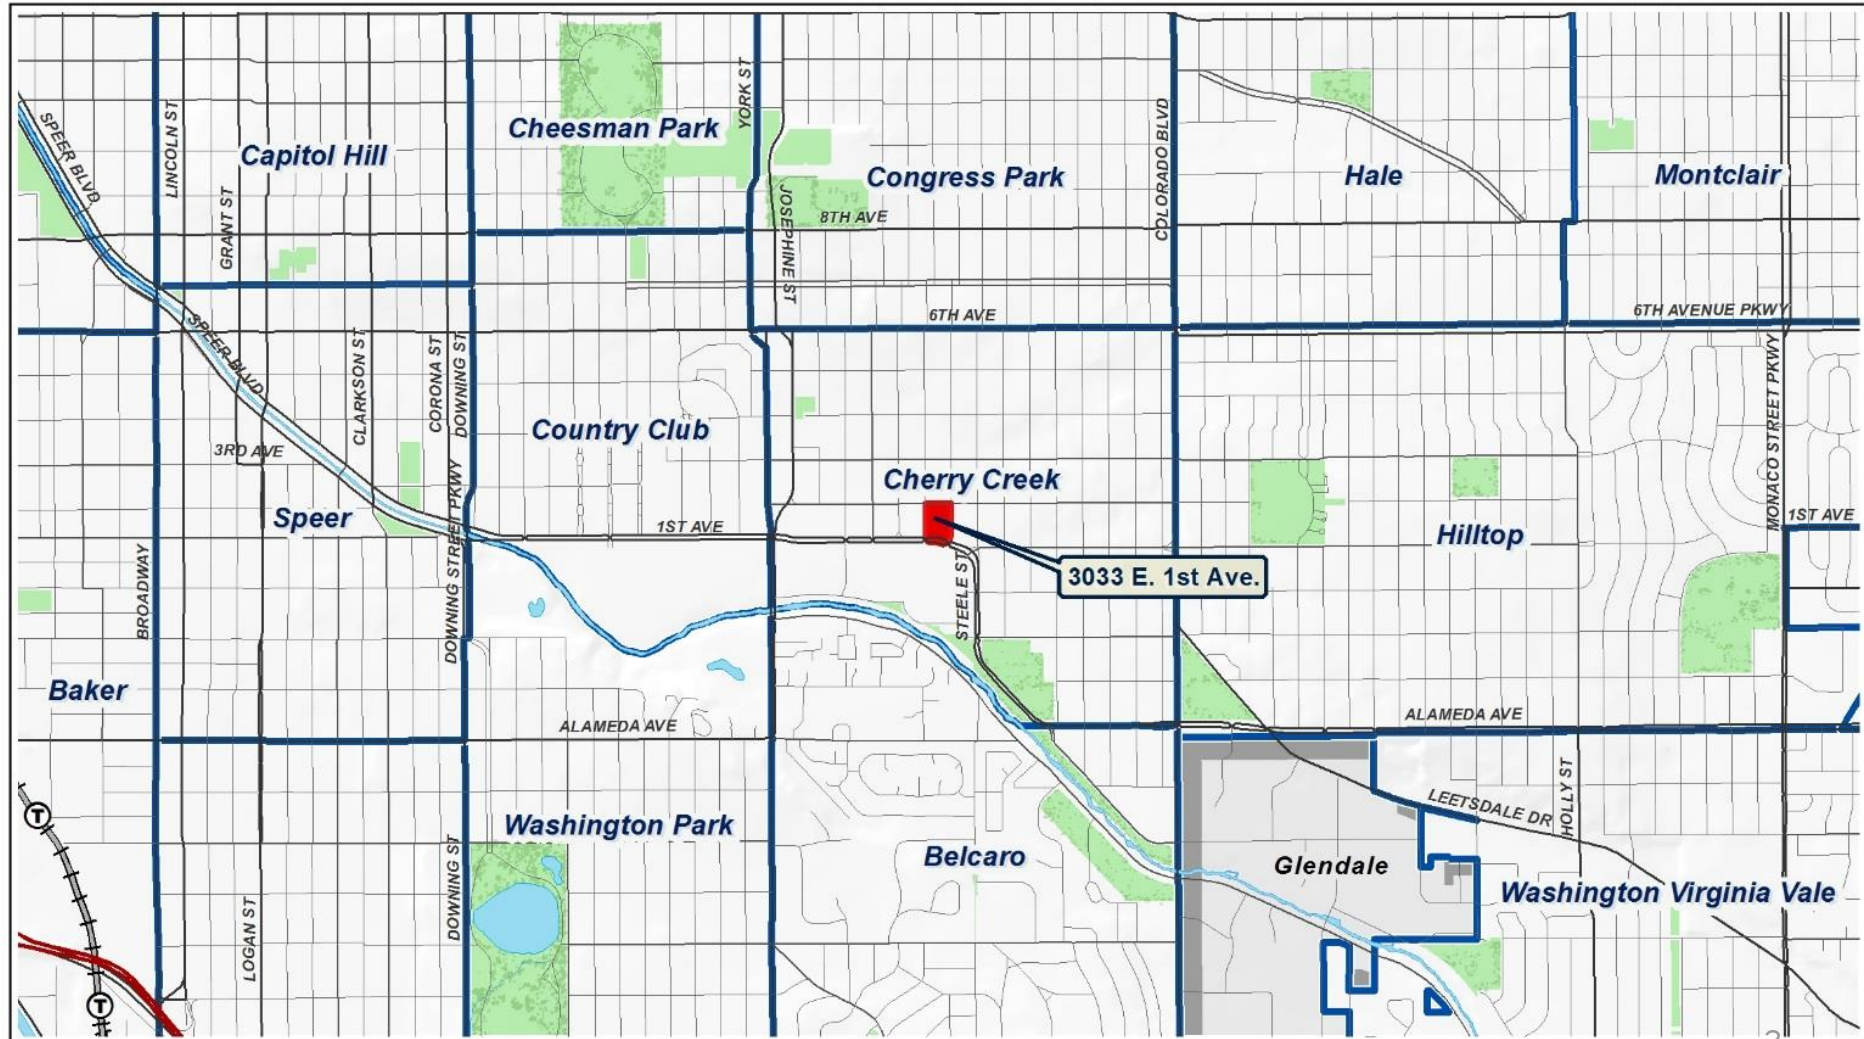 SPEER BLVD
LINCOLN ST
GRANT ST
Capitol Hill
Cheesman Park
YORK ST
JOSEPHINE ST
Congress Park
8TH AVE
COLORADO BLVD
Hale
Montclair
6TH AVE
6TH AVENUE PKWY
SPEER BLVD
CLARKSON ST
CORONA ST
DOWNING ST
3RD AVE
Country Club
Cherry Creek
MONACO STREET PKWY
Speer
DOWNING STREET PKWY
1ST AVE
1ST AVE
Hilltop
3033 E. 1st Ave.
STEELE ST
BROADWAY
Baker
ALAMEDA AVE
ALAMEDA AVE
HOLLY ST
LEETSDALE DR
T
Washington Park
DOWNING ST
Belcaro
Glendale
Washington Virginia Vale
LOGAN ST
T